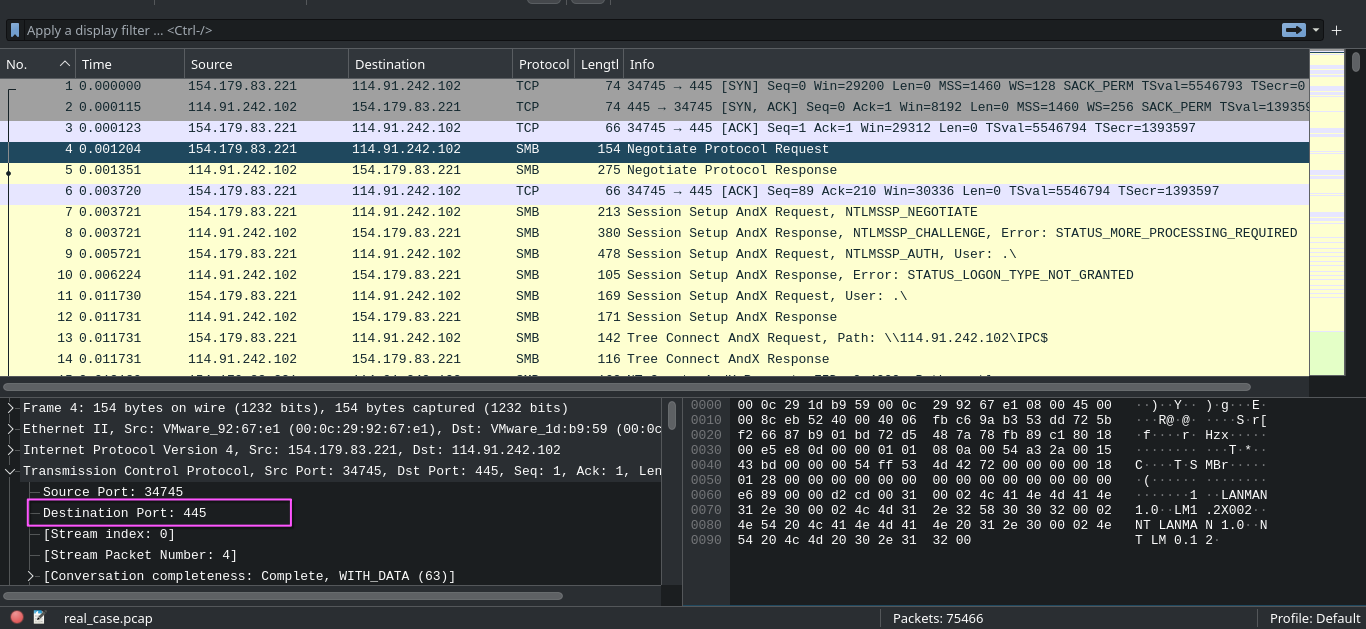 Apply a display filter ... <Ctrl-/>
No. Time Source Destination Protocol Lengtl Info
1 0.000000 154.179.83.221 114.91.242.102 TCP 74 34745 → 445 [SYN] Seq=0 Win=29200 Len=0 MSS=1460 WS=128 SACK_PERM TSval=5546793 TSecr=0
2 0.000115 114.91.242.102 154.179.83.221 TCP 74 445 → 34745 [SYN, ACK] Seq=0 Ack=1 Win=8192 Len=0 MSS=1460 WS=256 SACK_PERM TSval=139359
3 0.000123 154.179.83.221 114.91.242.102 TCP 66 34745 → 445 [ACK] Seq=1 Ack=1 Win=29312 Len=0 TSval=5546794 TSecr=1393597
4 0.001204 154.179.83.221 114.91.242.102 SMB 154 Negotiate Protocol Request
5 0.001351 114.91.242.102 154.179.83.221 SMB 275 Negotiate Protocol Response
6 0.003720 154.179.83.221 114.91.242.102 TCP 66 34745 → 445 [ACK] Seq=89 Ack=210 Win=30336 Len=0 TSval=5546794 TSecr=1393597
7 0.003721 154.179.83.221 114.91.242.102 SMB 213 Session Setup AndX Request, NTLMSSP_NEGOTIATE
8 0.003721 114.91.242.102 154.179.83.221 SMB 380 Session Setup AndX Response, NTLMSSP_CHALLENGE, Error: STATUS_MORE_PROCESSING_REQUIRED
9 0.005721 154.179.83.221 114.91.242.102 SMB 478 Session Setup AndX Request, NTLMSSP_AUTH, User: .\
10 0.006224 114.91.242.102 154.179.83.221 SMB 105 Session Setup AndX Response, Error: STATUS_LOGON_TYPE_NOT_GRANTED
11 0.011730 154.179.83.221 114.91.242.102 SMB 169 Session Setup AndX Request, User: .\
12 0.011731 114.91.242.102 154.179.83.221 SMB 171 Session Setup AndX Response
13 0.011731 154.179.83.221 114.91.242.102 SMB 142 Tree Connect AndX Request, Path: \\114.91.242.102\IPC$
14 0.011731 114.91.242.102 154.179.83.221 SMB 116 Tree Connect AndX Response
Frame 4: 154 bytes on wire (1232 bits), 154 bytes captured (1232 bits)
Ethernet II, Src: VMware_92:67:e1 (00:0c:29:92:67:e1), Dst: VMware_1d:b9:59 (00:0c
Internet Protocol Version 4, Src: 154.179.83.221, Dst: 114.91.242.102
Transmission Control Protocol, Src Port: 34745, Dst Port: 445, Seq: 1, Ack: 1, Len
Source Port: 34745
Destination Port: 445
[Stream index: 0]
[Stream Packet Number: 4]
[Conversation completeness: Complete, WITH_DATA (63)]
0000 00 0c 29 1d b9 59 00 0c 29 92 67 e1 08 00 45 00 ··)··Y·· )·g···E·
0010 00 8c eb 52 40 00 40 06 fb c6 9a b3 53 dd 72 5b ···R@·@· ····S·r[
0020 f2 66 87 b9 01 bd 72 d5 48 7a 78 fb 89 c1 80 18 ·f····r· Hzx·····
0030 00 e5 e8 0d 00 00 01 01 08 0a 00 54 a3 2a 00 15 ········ ···T·*··
0040 43 bd 00 00 00 54 ff 53 4d 42 72 00 00 00 00 18 C····T·S MBr·····
0050 01 28 00 00 00 00 00 00 00 00 00 00 00 00 00 00 ·(······ ········
0060 e6 89 00 00 d2 cd 00 31 00 02 4c 41 4e 4d 41 4e ·······1 ··LANMAN
0070 31 2e 30 00 02 4c 4d 31 2e 32 58 30 30 32 00 02 1.0··LM1 .2X002··
0080 4e 54 20 4c 41 4e 4d 41 4e 20 31 2e 30 00 02 4e NT LANMA N 1.0··N
0090 54 20 4c 4d 20 30 2e 31 32 00 T LM 0.1 2·
real_case.pcap Packets: 75466 Profile: Default